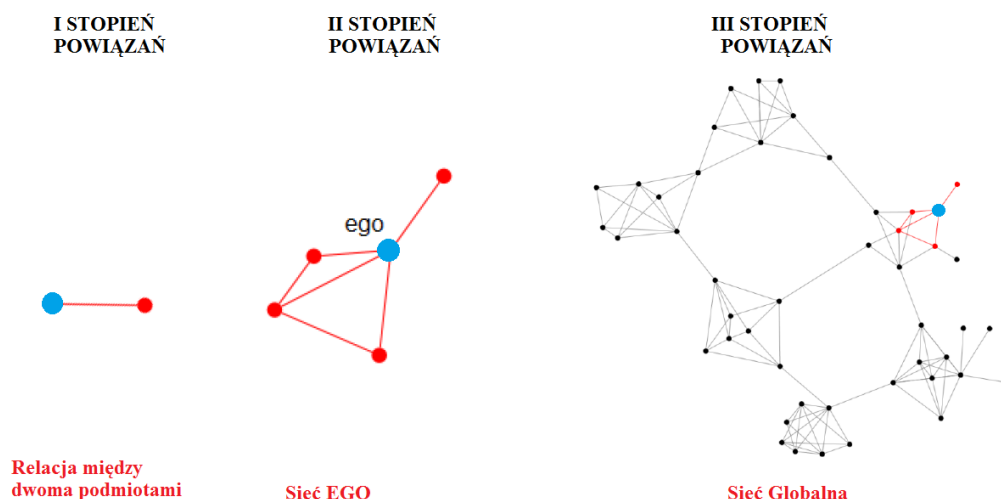 I STOPIEŃ
POWIĄZAŃ
II STOPIEŃ
POWIĄZAŃ
III STOPIEŃ
POWIĄZAŃ
ego
Relacja między
dwoma podmiotami
Sieć EGO
Sieć Globalna